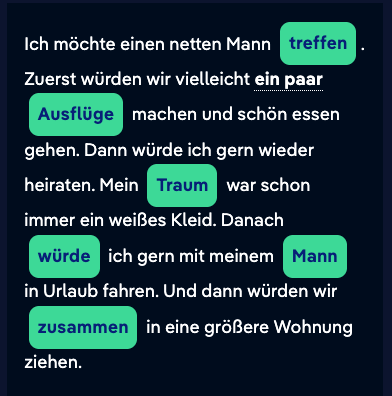 Ich möchte einen netten Mann treffen .
Zuerst würden wir vielleicht ein paar
Ausflüge machen und schön essen
gehen. Dann würde ich gern wieder
heiraten. Mein Traum war schon
immer ein weißes Kleid. Danach
würde ich gern mit meinem Mann
in Urlaub fahren. Und dann würden wir
zusammen in eine größere Wohnung
ziehen.